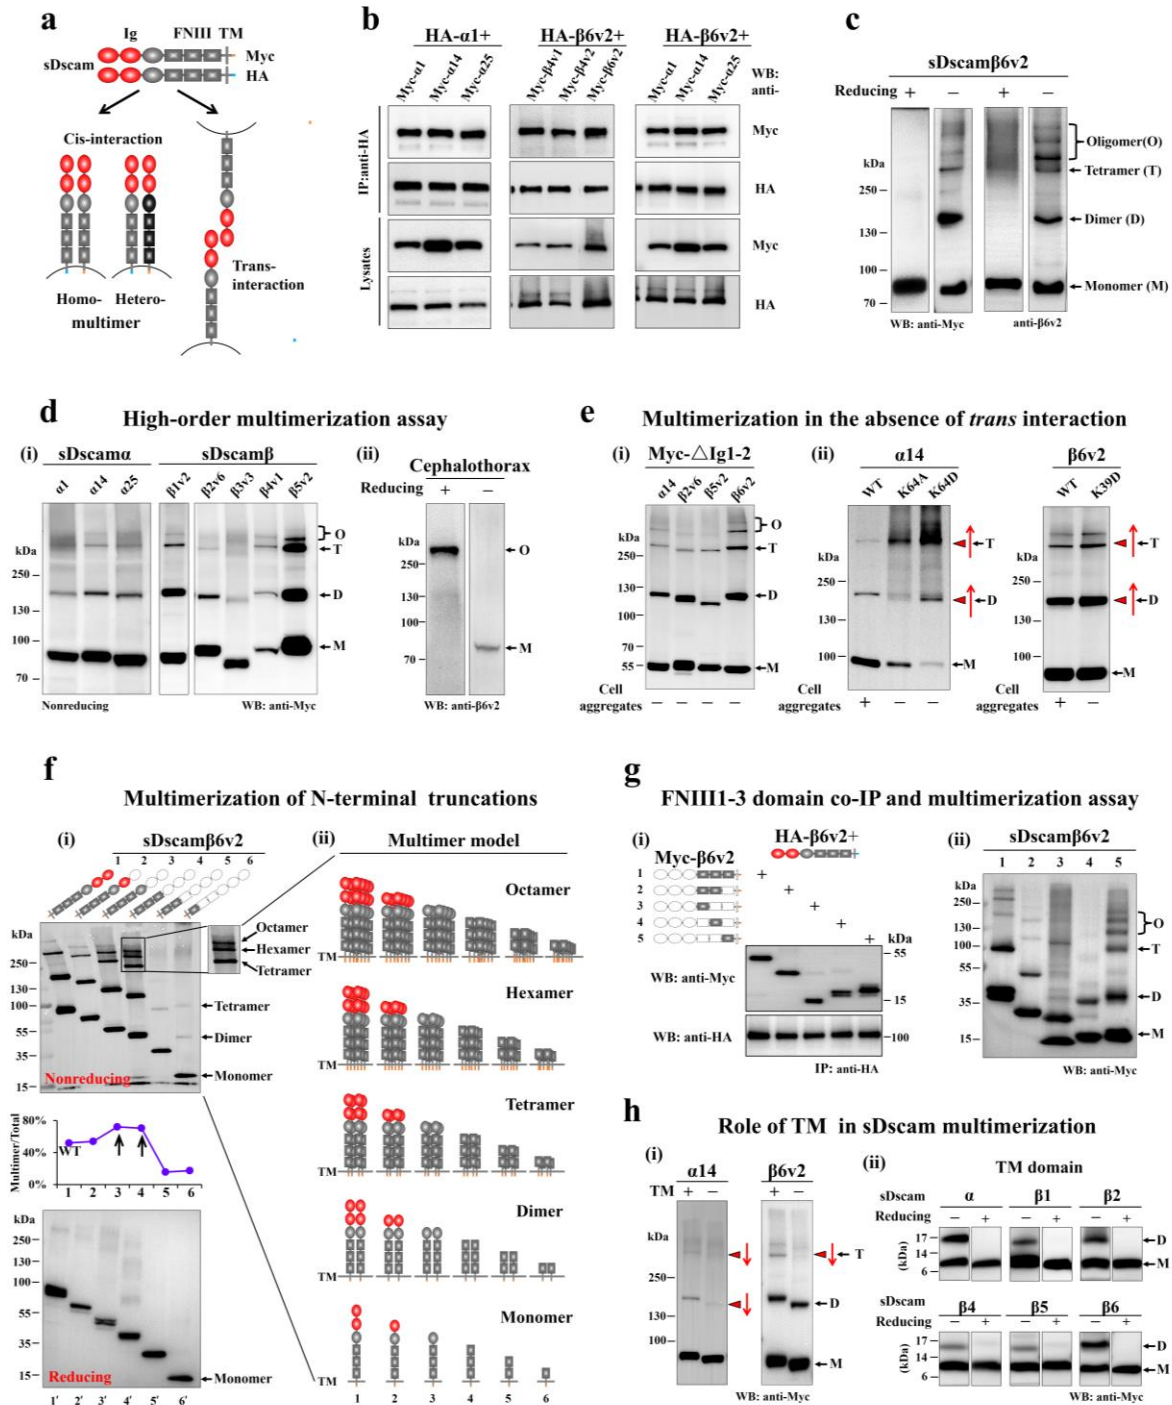 a
Ig FNIII TM
sDscam
Myc
HA
Cis-interaction
Homo- Hetero-
multimer
Trans-
interaction
b
HA-α1+ HA-β6v2+ HA-β6v2+
Myc-α1 Myc-α14 Myc-α25 Myc-β4v1 Myc-β4v2 Myc-β6v2 Myc-α1 Myc-α14 Myc-α25
WB:
anti-
IP:anti-HA
Myc
HA
Lysates
Myc
HA
c
sDscamβ6v2
Reducing + − + −
kDa
250
130
100
70
Oligomer(O)
Tetramer (T)
Dimer (D)
Monomer (M)
WB: anti-Myc anti-β6v2
d High-order multimerization assay
(i) sDscamα sDscamβ
α1 α14 α25 β1v2 β2v6 β3v3 β4v1 β5v2
kDa
250
130
100
70
O
T
D
M
Nonreducing WB: anti-Myc
(ii) Cephalothorax
Reducing + −
kDa
250
130
100
70
O
M
WB: anti-β6v2
e Multimerization in the absence of trans interaction
(i) Myc-△Ig1-2
α14 β2v6 β5v2 β6v2
kDa
250
130
100
70
55
O
T
D
M
Cell
aggregates − − − −
(ii) α14
WT K64A K64D
kDa
250
130
100
T
D
M
Cell
aggregates + − −
β6v2
WT K39D
kDa
250
130
100
T
D
M
Cell
aggregates + −
f Multimerization of N-terminal truncations
(i) sDscamβ6v2
1 2 3 4 5 6
kDa
250
130
100
55
35
15
Octamer
Hexamer
Tetramer
Tetramer
Dimer
Monomer
Nonreducing
Multimer/Total
80%
40%
0%
WT
1 2 3 4 5 6
kDa
250
130
100
55
35
15
Reducing
Monomer
1' 2' 3' 4' 5' 6'
(ii) Multimer model
Octamer
TM
Hexamer
TM
Tetramer
TM
Dimer
TM
Monomer
TM
1 2 3 4 5 6
g FNIII1-3 domain co-IP and multimerization assay
(i) HA-β6v2+
Myc-β6v2
1 +
2 +
3 +
4 +
5 +
kDa
WB: anti-Myc
55
15
WB: anti-HA
100
IP: anti-HA
(ii) sDscamβ6v2
1 2 3 4 5
kDa
250
130
100
55
35
15
O
T
D
M
WB: anti-Myc
h Role of TM in sDscam multimerization
(i) α14 β6v2
TM + − + −
kDa
250
130
100
T
D
M
WB: anti-Myc
(ii) TM domain
sDscam α β1 β2
Reducing − + − + − +
(kDa)
17
14
6
D
M
sDscam β4 β5 β6
Reducing − + − + − +
(kDa)
17
14
6
D
M
WB: anti-Myc